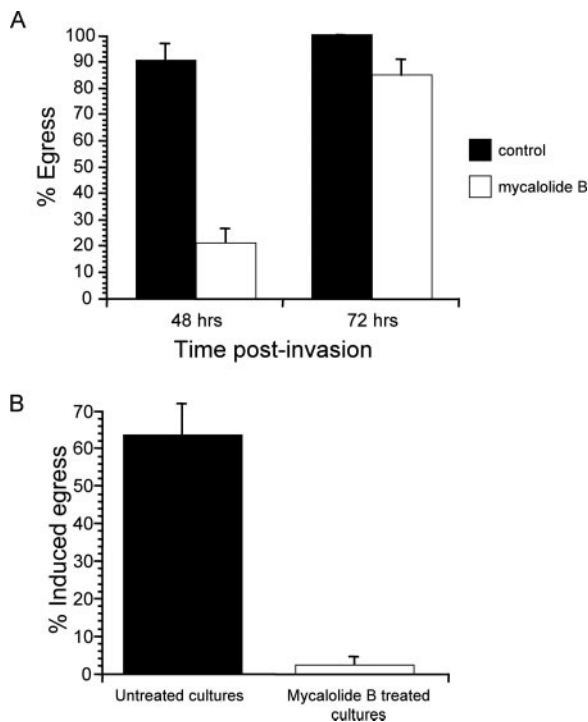 A
% Egress
100
90
80
70
60
50
40
30
20
10
0
48 hrs
72 hrs
Time post-invasion
control
mycalolide B
B
% Induced egress
70
60
50
40
30
20
10
0
Untreated cultures
Mycalolide B treated
cultures